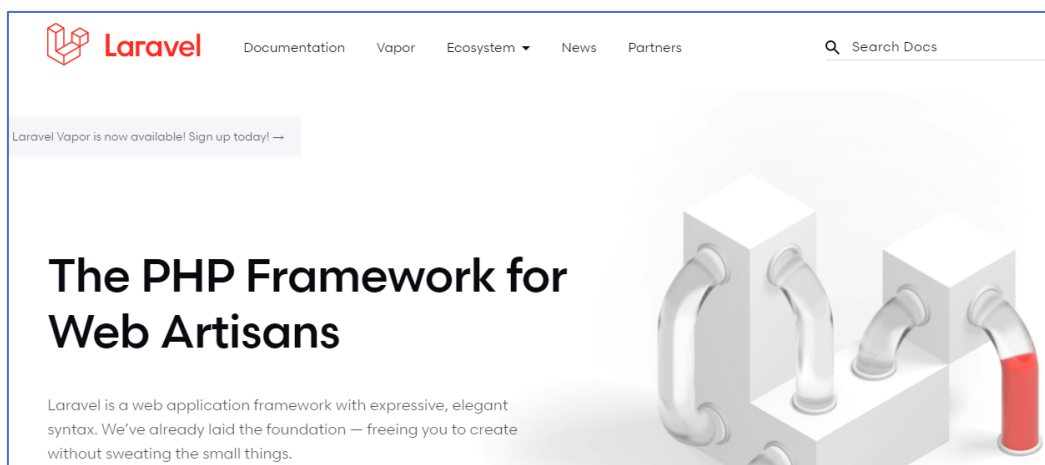 Laravel Documentation Vapor Ecosystem News Partners Search Docs
Laravel Vapor is now available! Sign up today! →
The PHP Framework for
Web Artisans
Laravel is a web application framework with expressive, elegant
syntax. We've already laid the foundation — freeing you to create
without sweating the small things.